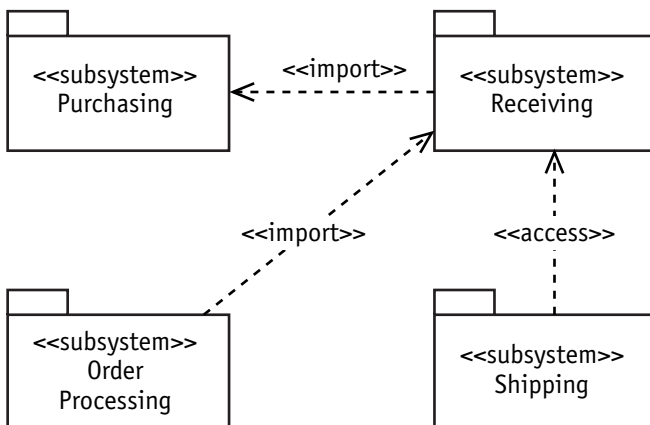 <<subsystem>>
Purchasing
<<import>>
<<subsystem>>
Receiving
<<import>>
<<access>>
<<subsystem>>
Order
Processing
<<subsystem>>
Shipping